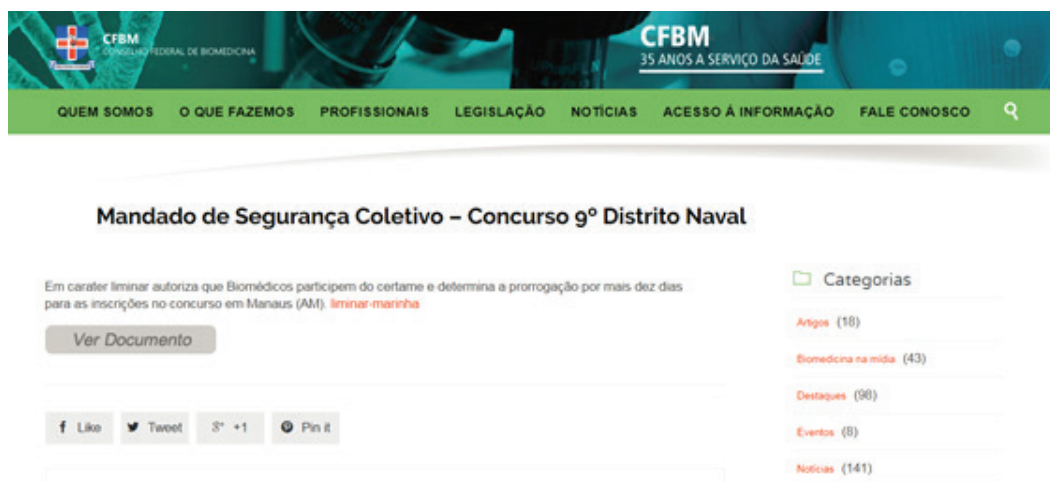 CFBM
CONSELHO FEDERAL DE BIOMEDICINA
CFBM
35 ANOS A SERVIÇO DA SAÚDE
QUEM SOMOS O QUE FAZEMOS PROFISSIONAIS LEGISLAÇÃO NOTÍCIAS ACESSO À INFORMAÇÃO FALE CONOSCO
Mandado de Segurança Coletivo – Concurso 9º Distrito Naval
Em carater liminar autoriza que Biomédicos participem do certame e determina a prorrogação por mais dez dias
para as inscrições no concurso em Manaus (AM). liminar-marinha
Ver Documento
Like Tweet +1 Pin it
Categorias
Artigos (18)
Biomedicina na mídia (43)
Destaques (98)
Eventos (8)
Notícias (141)